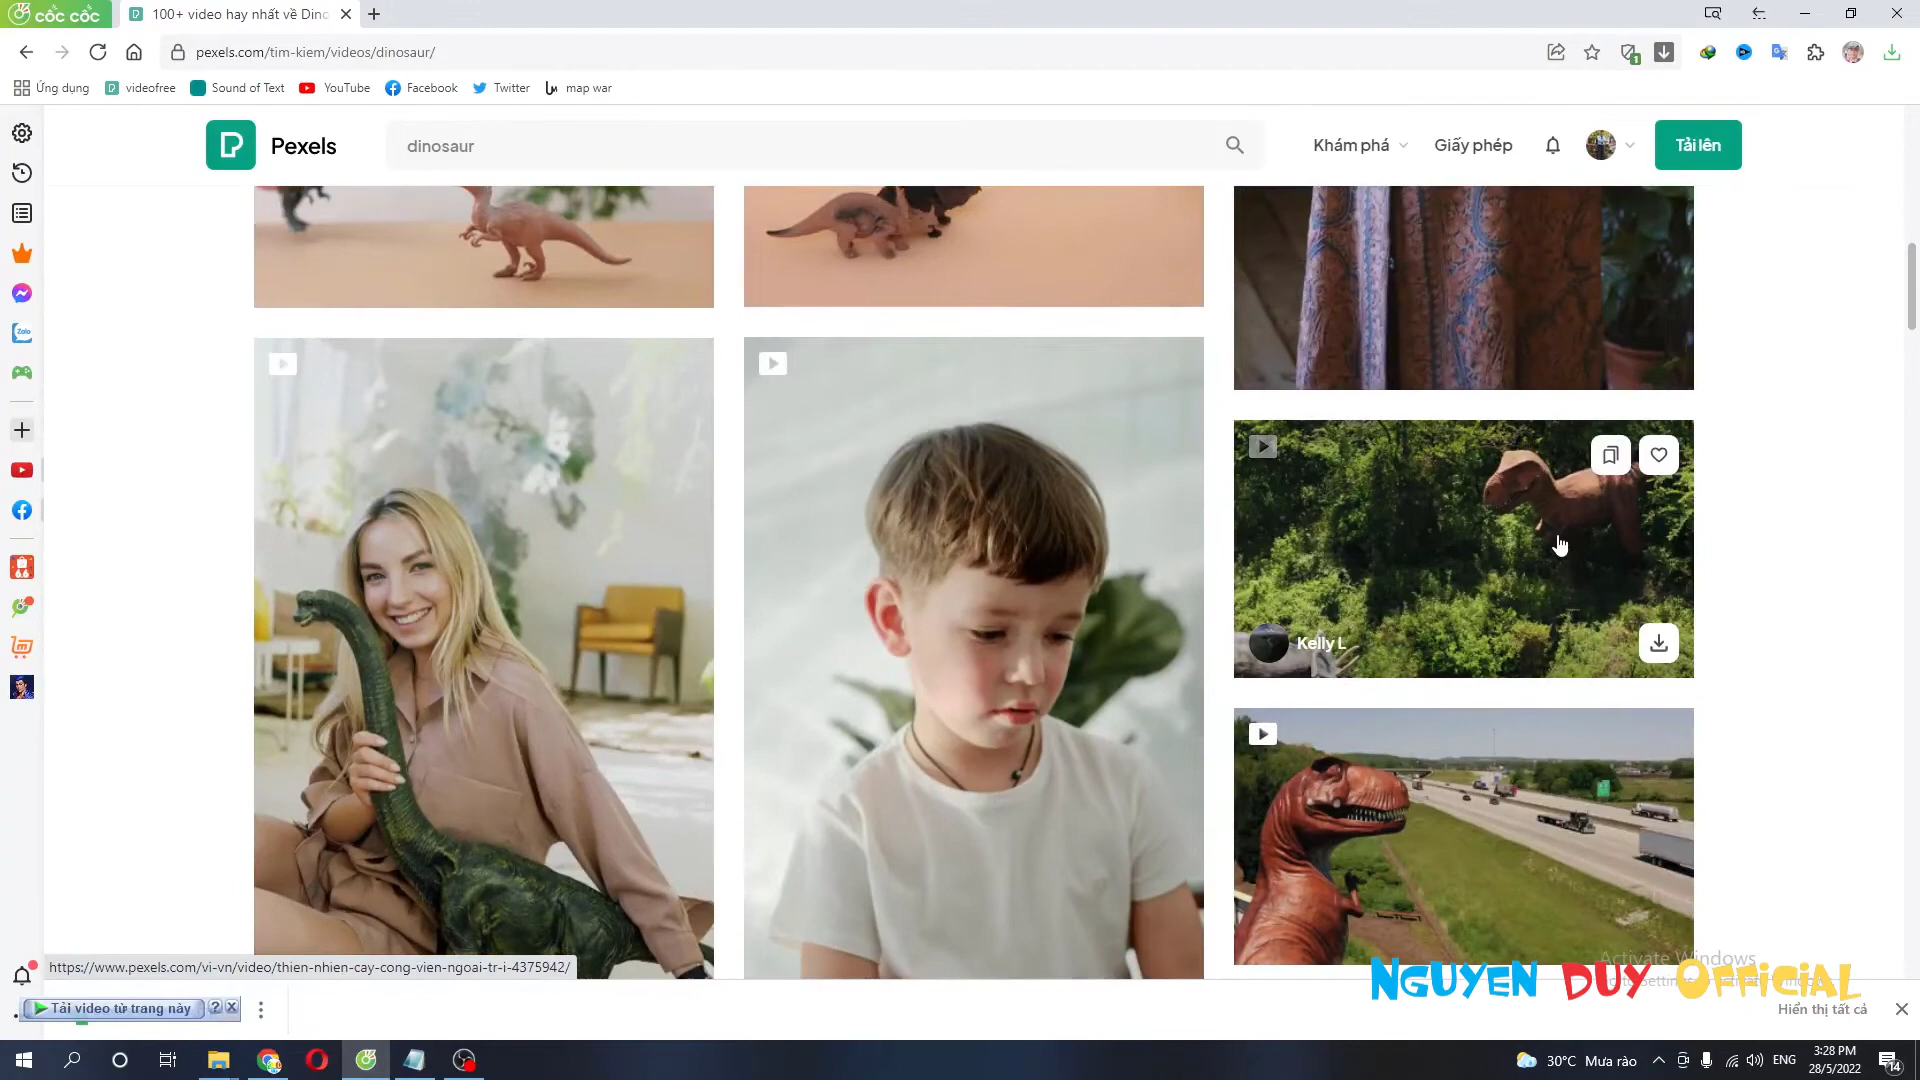 cốc cốc
100+ video hay nhất về Dino
pexels.com/tim-kiem/videos/dinosaur/
1
Ứng dụng
videofree
Sound of Text
YouTube
Facebook
Twitter
map war
Pexels
dinosaur
Khám phá
Giấy phép
Tải lên
Zalo
Kelly L
https://www.pexels.com/vi-vn/video/thien-nhien-cay-cong-vien-ngoai-tr-i-4375942/
Activate Windows
NGUYEN DUY OFFICIAL
Tải video từ trang này
Hiển thị tất cả
30°C Mưa rào
ENG
3:28 PM
28/5/2022
14